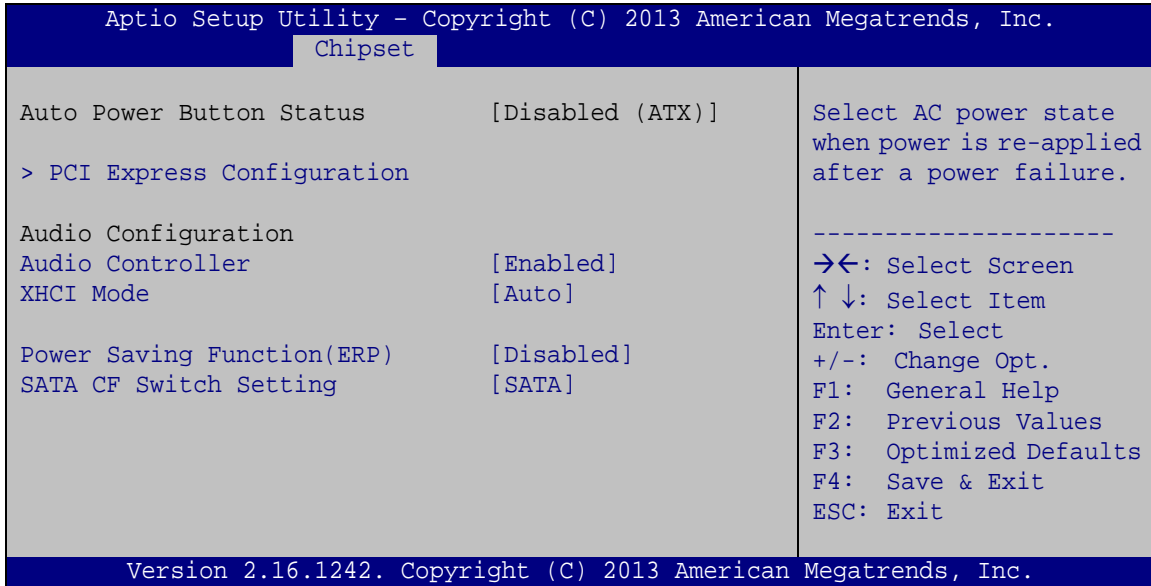 Aptio Setup Utility – Copyright (C) 2013 American Megatrends, Inc.
Chipset
Auto Power Button Status [Disabled (ATX)]
> PCI Express Configuration
Audio Configuration
Audio Controller [Enabled]
XHCI Mode [Auto]
Power Saving Function(ERP) [Disabled]
SATA CF Switch Setting [SATA]
Select AC power state
when power is re-applied
after a power failure.
---------------------
→←: Select Screen
↑ ↓: Select Item
Enter: Select
+/-: Change Opt.
F1: General Help
F2: Previous Values
F3: Optimized Defaults
F4: Save & Exit
ESC: Exit
Version 2.16.1242. Copyright (C) 2013 American Megatrends, Inc.